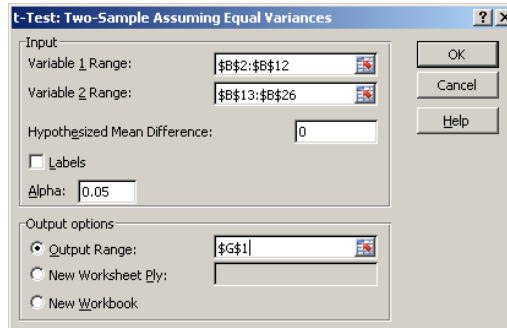 t-Test: Two-Sample Assuming Equal Variances
Input
Variable 1 Range:
$B$2:$B$12
Variable 2 Range:
$B$13:$B$26
Hypothesized Mean Difference:
0
Labels
Alpha:
0.05
OK
Cancel
Help
Output options
Output Range:
$G$1
New Worksheet Ply:
New Workbook